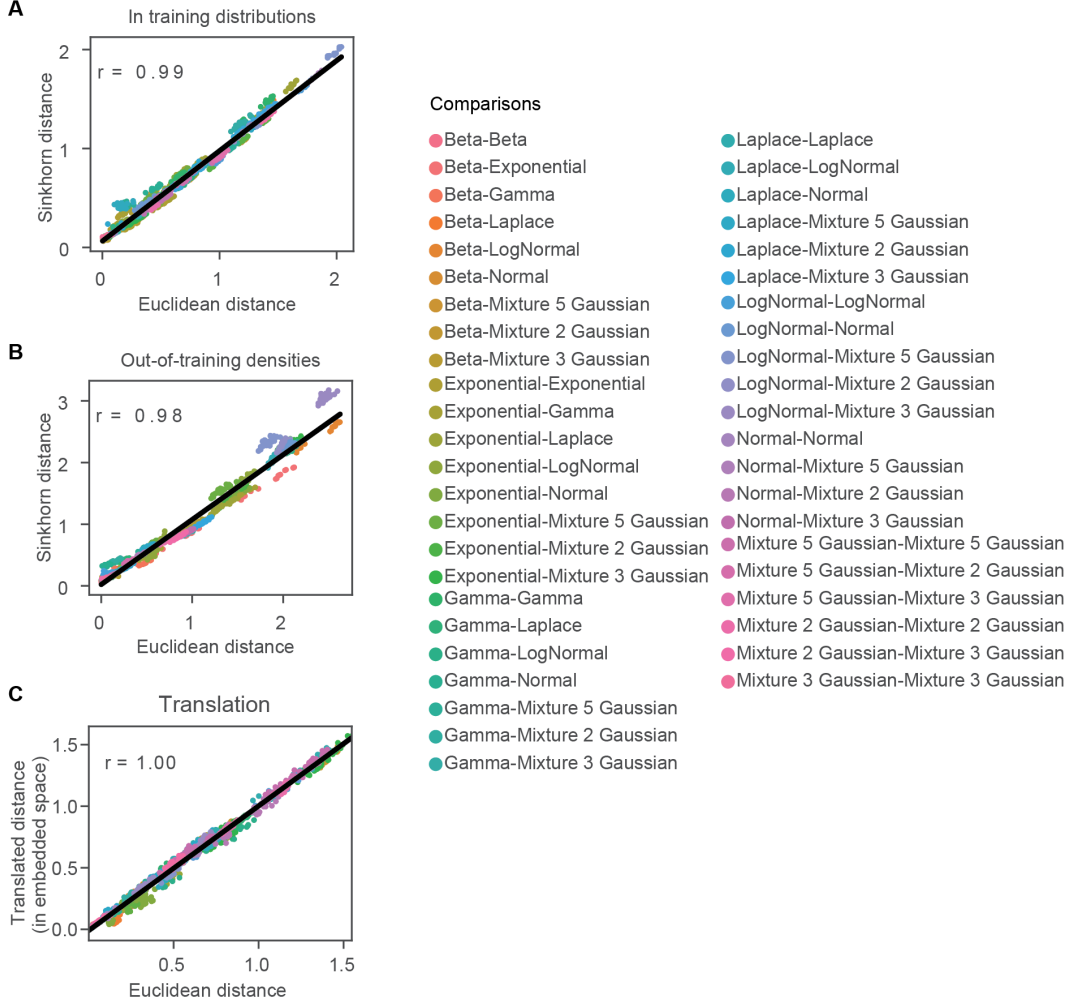 A
In training distributions
r = 0.99
Sinkhorn distance
2
1
0
0 1 2
Euclidean distance
B
Out-of-training densities
r = 0.98
Sinkhorn distance
3
2
1
0
0 1 2
Euclidean distance
C
Translation
r = 1.00
Translated distance
(in embedded space)
1.5
1.0
0.5
0.0
0.5 1.0 1.5
Euclidean distance
Comparisons
Beta-Beta
Beta-Exponential
Beta-Gamma
Beta-Laplace
Beta-LogNormal
Beta-Normal
Beta-Mixture 5 Gaussian
Beta-Mixture 2 Gaussian
Beta-Mixture 3 Gaussian
Exponential-Exponential
Exponential-Gamma
Exponential-Laplace
Exponential-LogNormal
Exponential-Normal
Exponential-Mixture 5 Gaussian
Exponential-Mixture 2 Gaussian
Exponential-Mixture 3 Gaussian
Gamma-Gamma
Gamma-Laplace
Gamma-LogNormal
Gamma-Normal
Gamma-Mixture 5 Gaussian
Gamma-Mixture 2 Gaussian
Gamma-Mixture 3 Gaussian
Laplace-Laplace
Laplace-LogNormal
Laplace-Normal
Laplace-Mixture 5 Gaussian
Laplace-Mixture 2 Gaussian
Laplace-Mixture 3 Gaussian
LogNormal-LogNormal
LogNormal-Normal
LogNormal-Mixture 5 Gaussian
LogNormal-Mixture 2 Gaussian
LogNormal-Mixture 3 Gaussian
Normal-Normal
Normal-Mixture 5 Gaussian
Normal-Mixture 2 Gaussian
Normal-Mixture 3 Gaussian
Mixture 5 Gaussian-Mixture 5 Gaussian
Mixture 5 Gaussian-Mixture 2 Gaussian
Mixture 5 Gaussian-Mixture 3 Gaussian
Mixture 2 Gaussian-Mixture 2 Gaussian
Mixture 2 Gaussian-Mixture 3 Gaussian
Mixture 3 Gaussian-Mixture 3 Gaussian